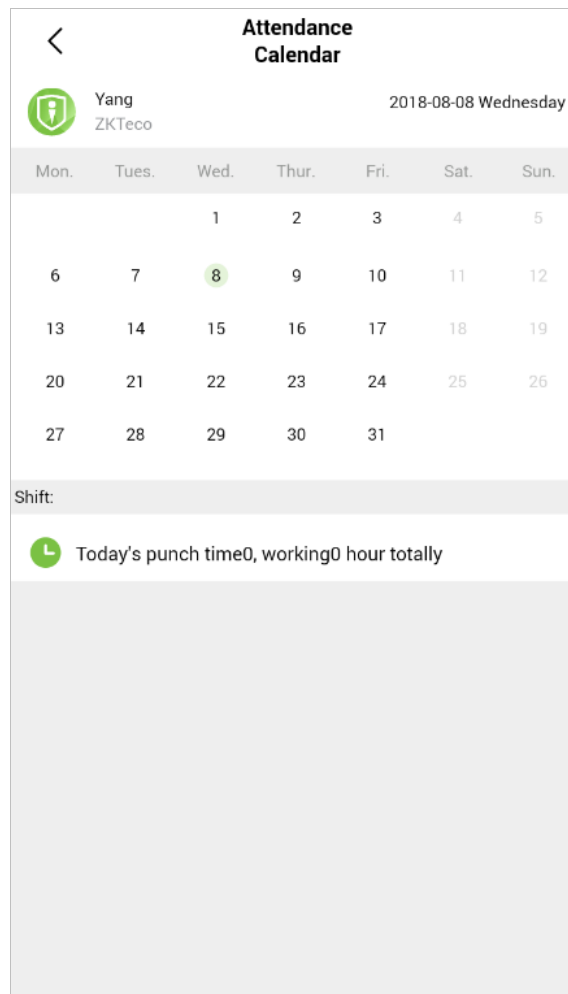 Attendance
Calendar
Yang
2018-08-08 Wednesday
ZKTeco
Mon. Tues. Wed. Thur. Fri. Sat. Sun.
1 2 3 4 5
6 7 8 9 10 11 12
13 14 15 16 17 18 19
20 21 22 23 24 25 26
27 28 29 30 31
Shift:
Today's punch time0, working0 hour totally